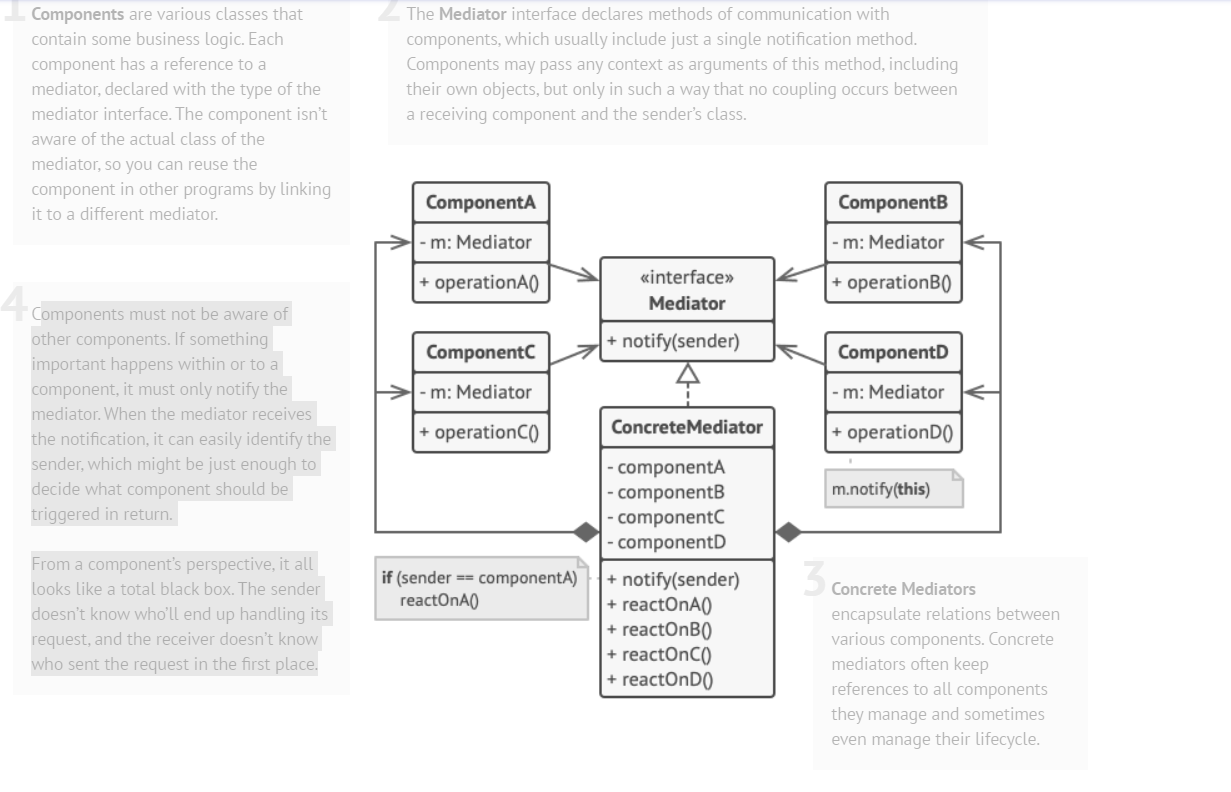 1
Components are various classes that
contain some business logic. Each
component has a reference to a
mediator, declared with the type of the
mediator interface. The component isn't
aware of the actual class of the
mediator, so you can reuse the
component in other programs by linking
it to a different mediator.
2
The Mediator interface declares methods of communication with
components, which usually include just a single notification method.
Components may pass any context as arguments of this method, including
their own objects, but only in such a way that no coupling occurs between
a receiving component and the sender's class.
ComponentA
- m: Mediator
+ operationA()
ComponentB
- m: Mediator
+ operationB()
«interface»
Mediator
+ notify(sender)
ComponentC
- m: Mediator
+ operationC()
ComponentD
- m: Mediator
+ operationD()
m.notify(this)
ConcreteMediator
- componentA
- componentB
- componentC
- componentD
+ notify(sender)
+ reactOnA()
+ reactOnB()
+ reactOnC()
+ reactOnD()
if (sender == componentA)
reactOnA()
4
Components must not be aware of
other components. If something
important happens within or to a
component, it must only notify the
mediator. When the mediator receives
the notification, it can easily identify the
sender, which might be just enough to
decide what component should be
triggered in return.
From a component's perspective, it all
looks like a total black box. The sender
doesn't know who'll end up handling its
request, and the receiver doesn't know
who sent the request in the first place.
3
Concrete Mediators
encapsulate relations between
various components. Concrete
mediators often keep
references to all components
they manage and sometimes
even manage their lifecycle.